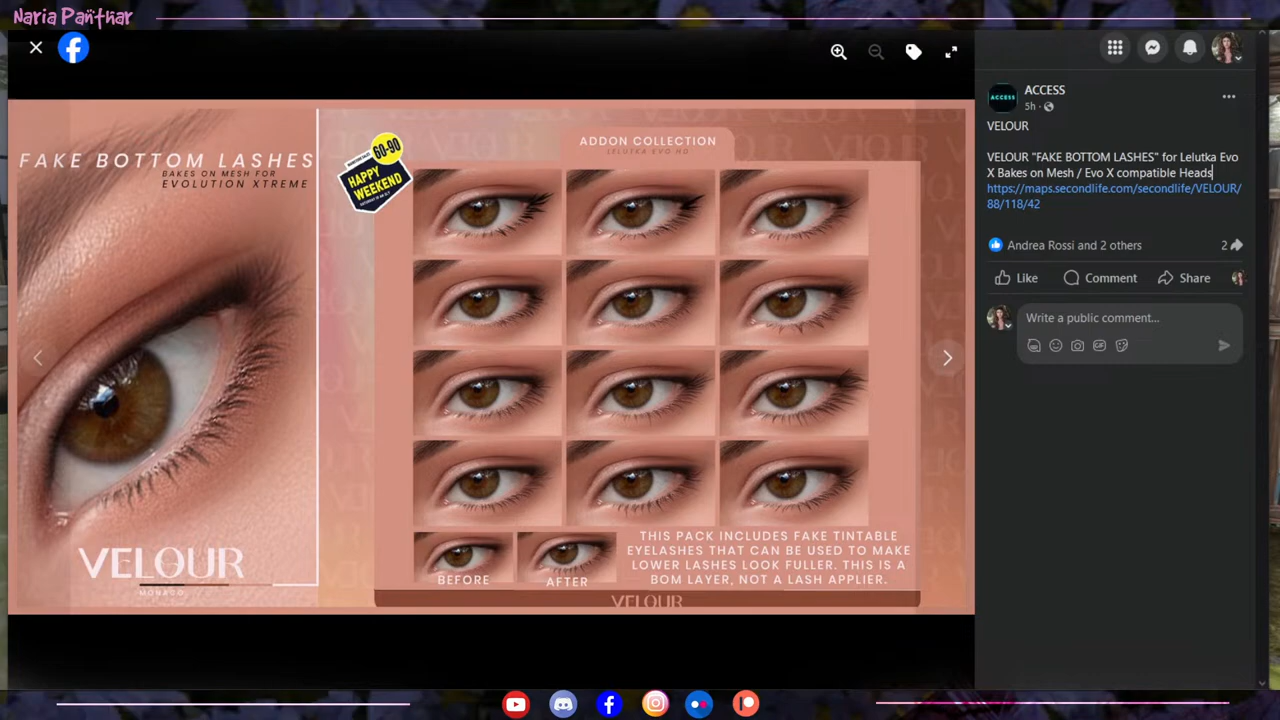 Naria Panthar
ACCESS
5h
VELOUR
VELOUR "FAKE BOTTOM LASHES" for Lelutka Evo
X Bakes on Mesh / Evo X compatible Heads
https://maps.secondlife.com/secondlife/VELOUR/
88/118/42
Andrea Rossi and 2 others
2
Like
Comment
Share
Write a public comment…
FAKE BOTTOM LASHES
BAKES ON MESH FOR
EVOLUTION XTREME
60-90
HAPPY
WEEKEND
ADDON COLLECTION
LELUTKA EVO HD
BEFORE
AFTER
THIS PACK INCLUDES FAKE TINTABLE
EYELASHES THAT CAN BE USED TO MAKE
LOWER LASHES LOOK FULLER. THIS IS A
BOM LAYER, NOT A LASH APPLIER.
VELOUR
MONACO
VELOUR